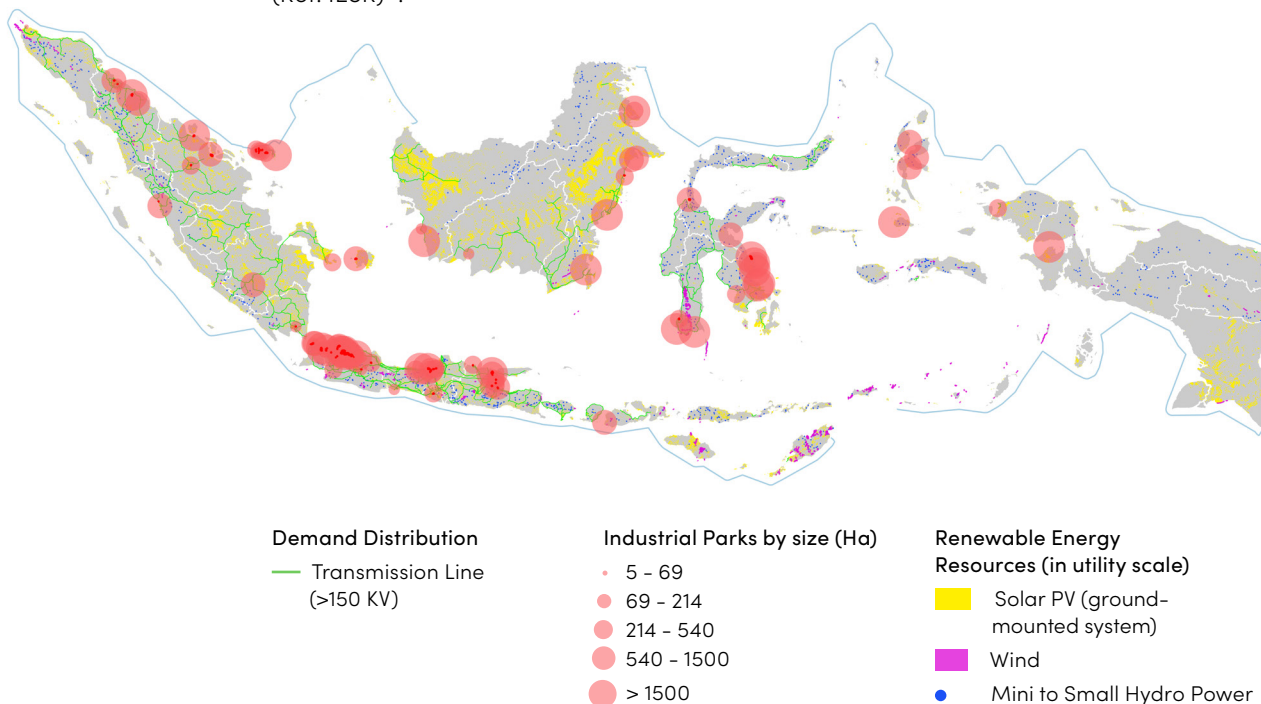 Demand Distribution
Transmission Line
(>150 KV)
Industrial Parks by size (Ha)
5 - 69
69 - 214
214 - 540
540 - 1500
> 1500
Renewable Energy
Resources (in utility scale)
Solar PV (ground-
mounted system)
Wind
Mini to Small Hydro Power